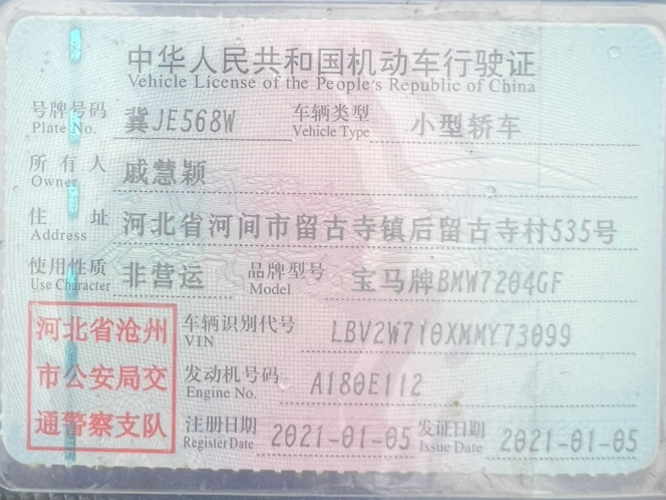 中华人民共和国机动车行驶证
Vehicle License of the People's Republic of China
号牌号码 冀JE568W 车辆类型 小型轿车
Plate No. Vehicle Type
所有人 戚慧颖
Owner
住址 河北省河间市留古寺镇后留古寺村535号
Address
使用性质 非营运 品牌型号 宝马牌BMW7204GF
Use Character Model
河北省沧州 车辆识别代号 LBV2W710XMMY73099
VIN
市公安局交 发动机号码 A180E112
Engine No.
通警察支队 注册日期 2021-01-05 发证日期 2021-01-05
Register Date Issue Date